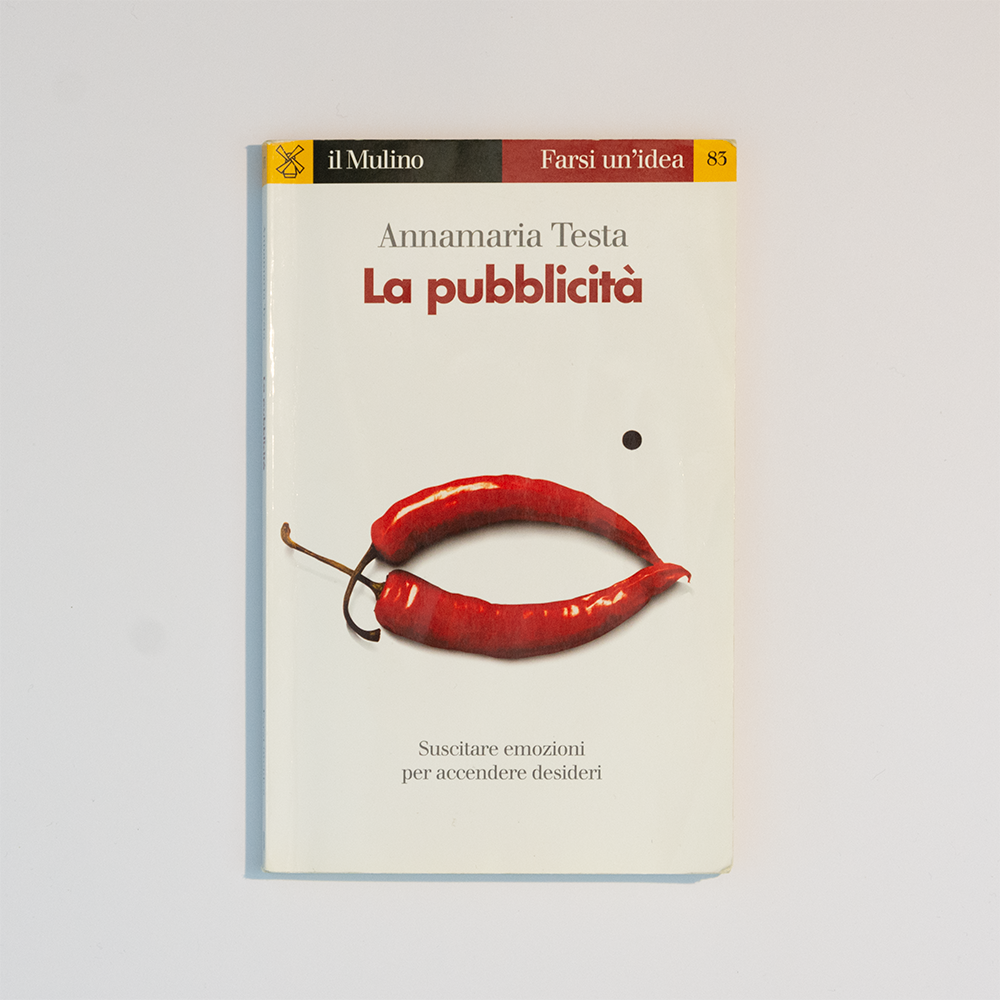 il Mulino Farsi un'idea 83
Annamaria Testa
La pubblicità
Suscitare emozioni
per accendere desideri